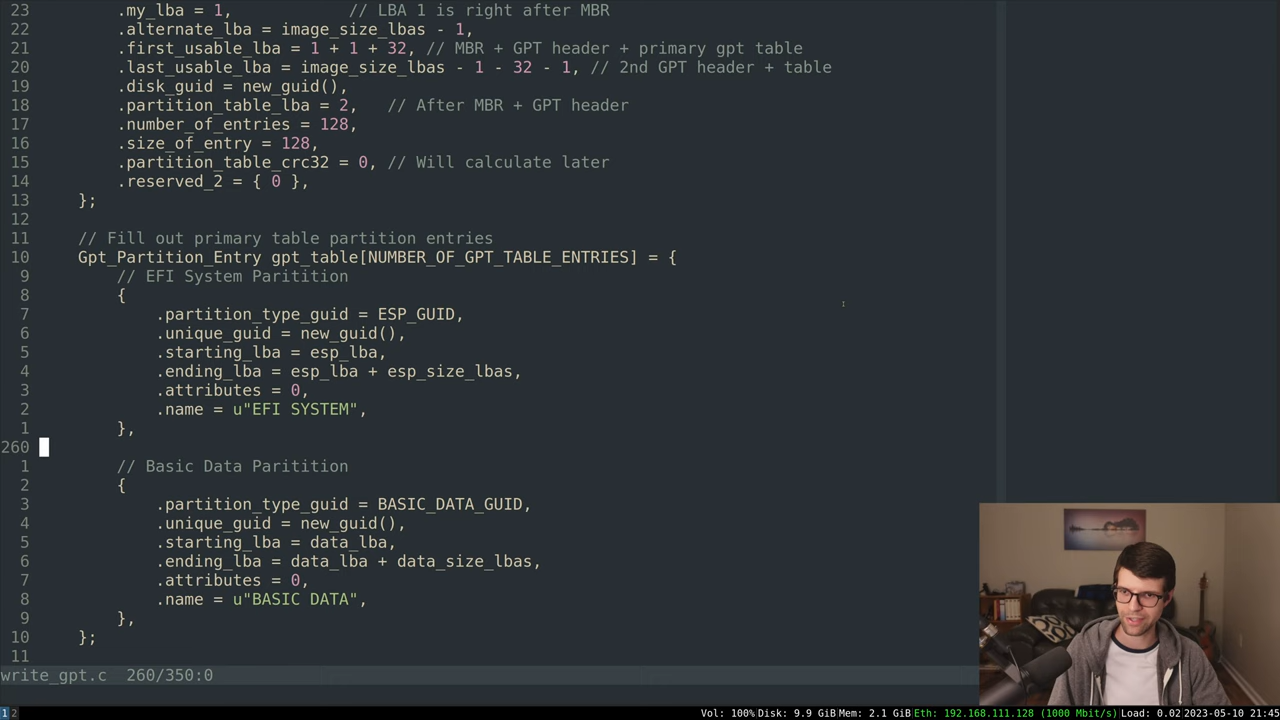 23         .my_lba = 1,            // LBA 1 is right after MBR
22         .alternate_lba = image_size_lbas - 1,
21         .first_usable_lba = 1 + 1 + 32, // MBR + GPT header + primary gpt table
20         .last_usable_lba = image_size_lbas - 1 - 32 - 1, // 2nd GPT header + table
19         .disk_guid = new_guid(),
18         .partition_table_lba = 2,   // After MBR + GPT header
17         .number_of_entries = 128,
16         .size_of_entry = 128,
15         .partition_table_crc32 = 0, // Will calculate later
14         .reserved_2 = { 0 },
13     };
12
11     // Fill out primary table partition entries
10     Gpt_Partition_Entry gpt_table[NUMBER_OF_GPT_TABLE_ENTRIES] = {
9         // EFI System Paritition
8         {
7             .partition_type_guid = ESP_GUID,
6             .unique_guid = new_guid(),
5             .starting_lba = esp_lba,
4             .ending_lba = esp_lba + esp_size_lbas,
3             .attributes = 0,
2             .name = u"EFI SYSTEM",
1         },
260
1         // Basic Data Paritition
2         {
3             .partition_type_guid = BASIC_DATA_GUID,
4             .unique_guid = new_guid(),
5             .starting_lba = data_lba,
6             .ending_lba = data_lba + data_size_lbas,
7             .attributes = 0,
8             .name = u"BASIC DATA",
9         },
10     };
11
write_gpt.c  260/350:0
1 2 Vol: 100% Disk: 9.9 GiB Mem: 2.1 GiB Eth: 192.168.111.128 (1000 Mbit/s) Load: 0.02 2023-05-10 21:45